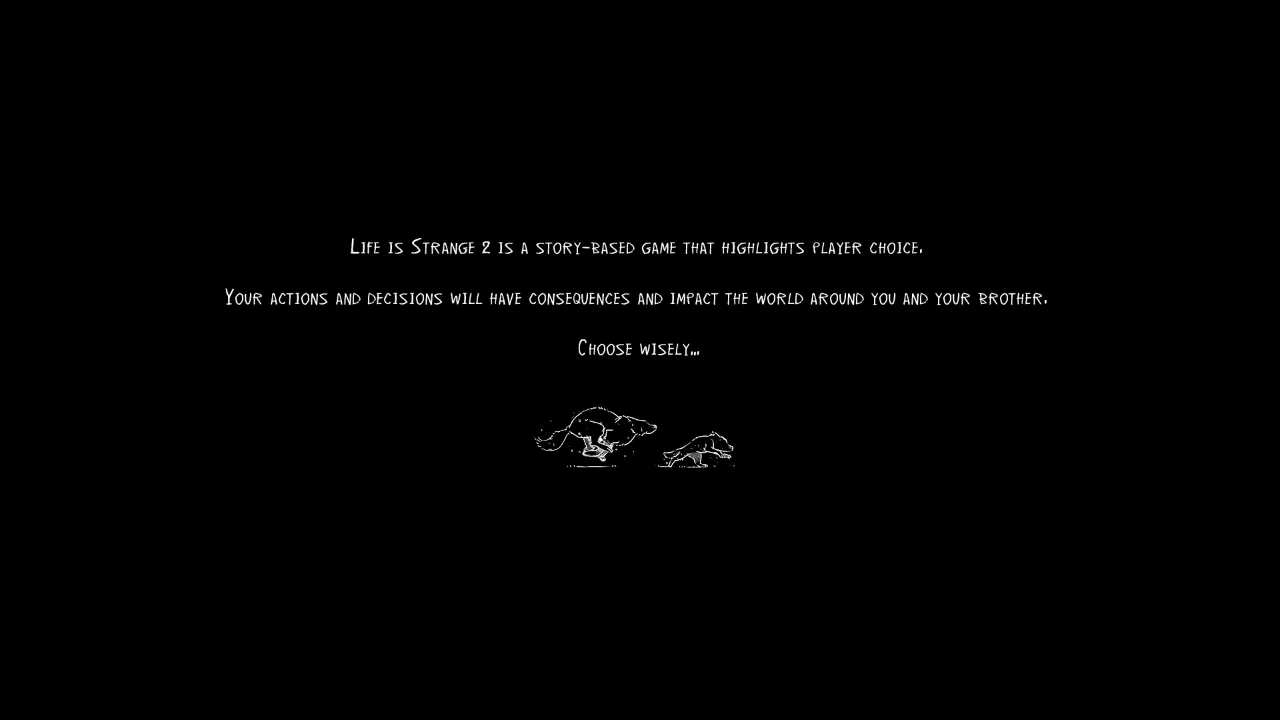 Life is Strange 2 is a story-based game that highlights player choice.
Your actions and decisions will have consequences and impact the world around you and your brother.
Choose wisely...